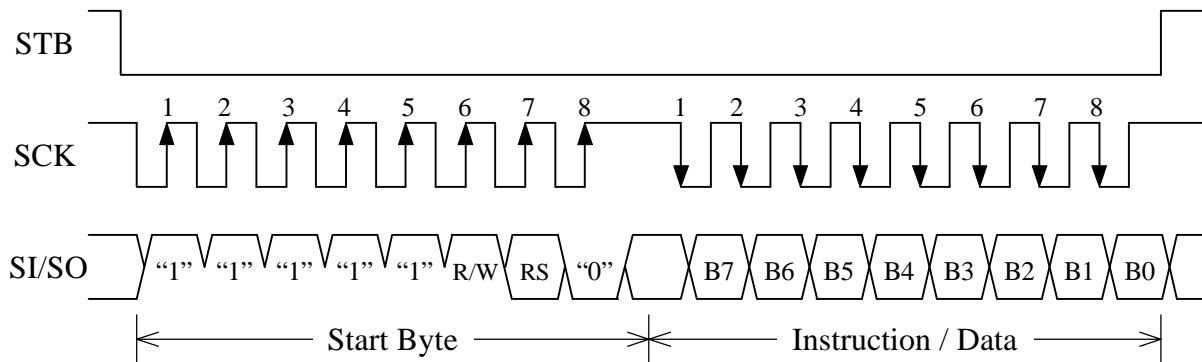 STB
1 2 3 4 5 6 7 8 1 2 3 4 5 6 7 8
SCK
SI/SO “1” “1” “1” “1” “1” R/W RS “0” B7 B6 B5 B4 B3 B2 B1 B0
Start Byte Instruction / Data